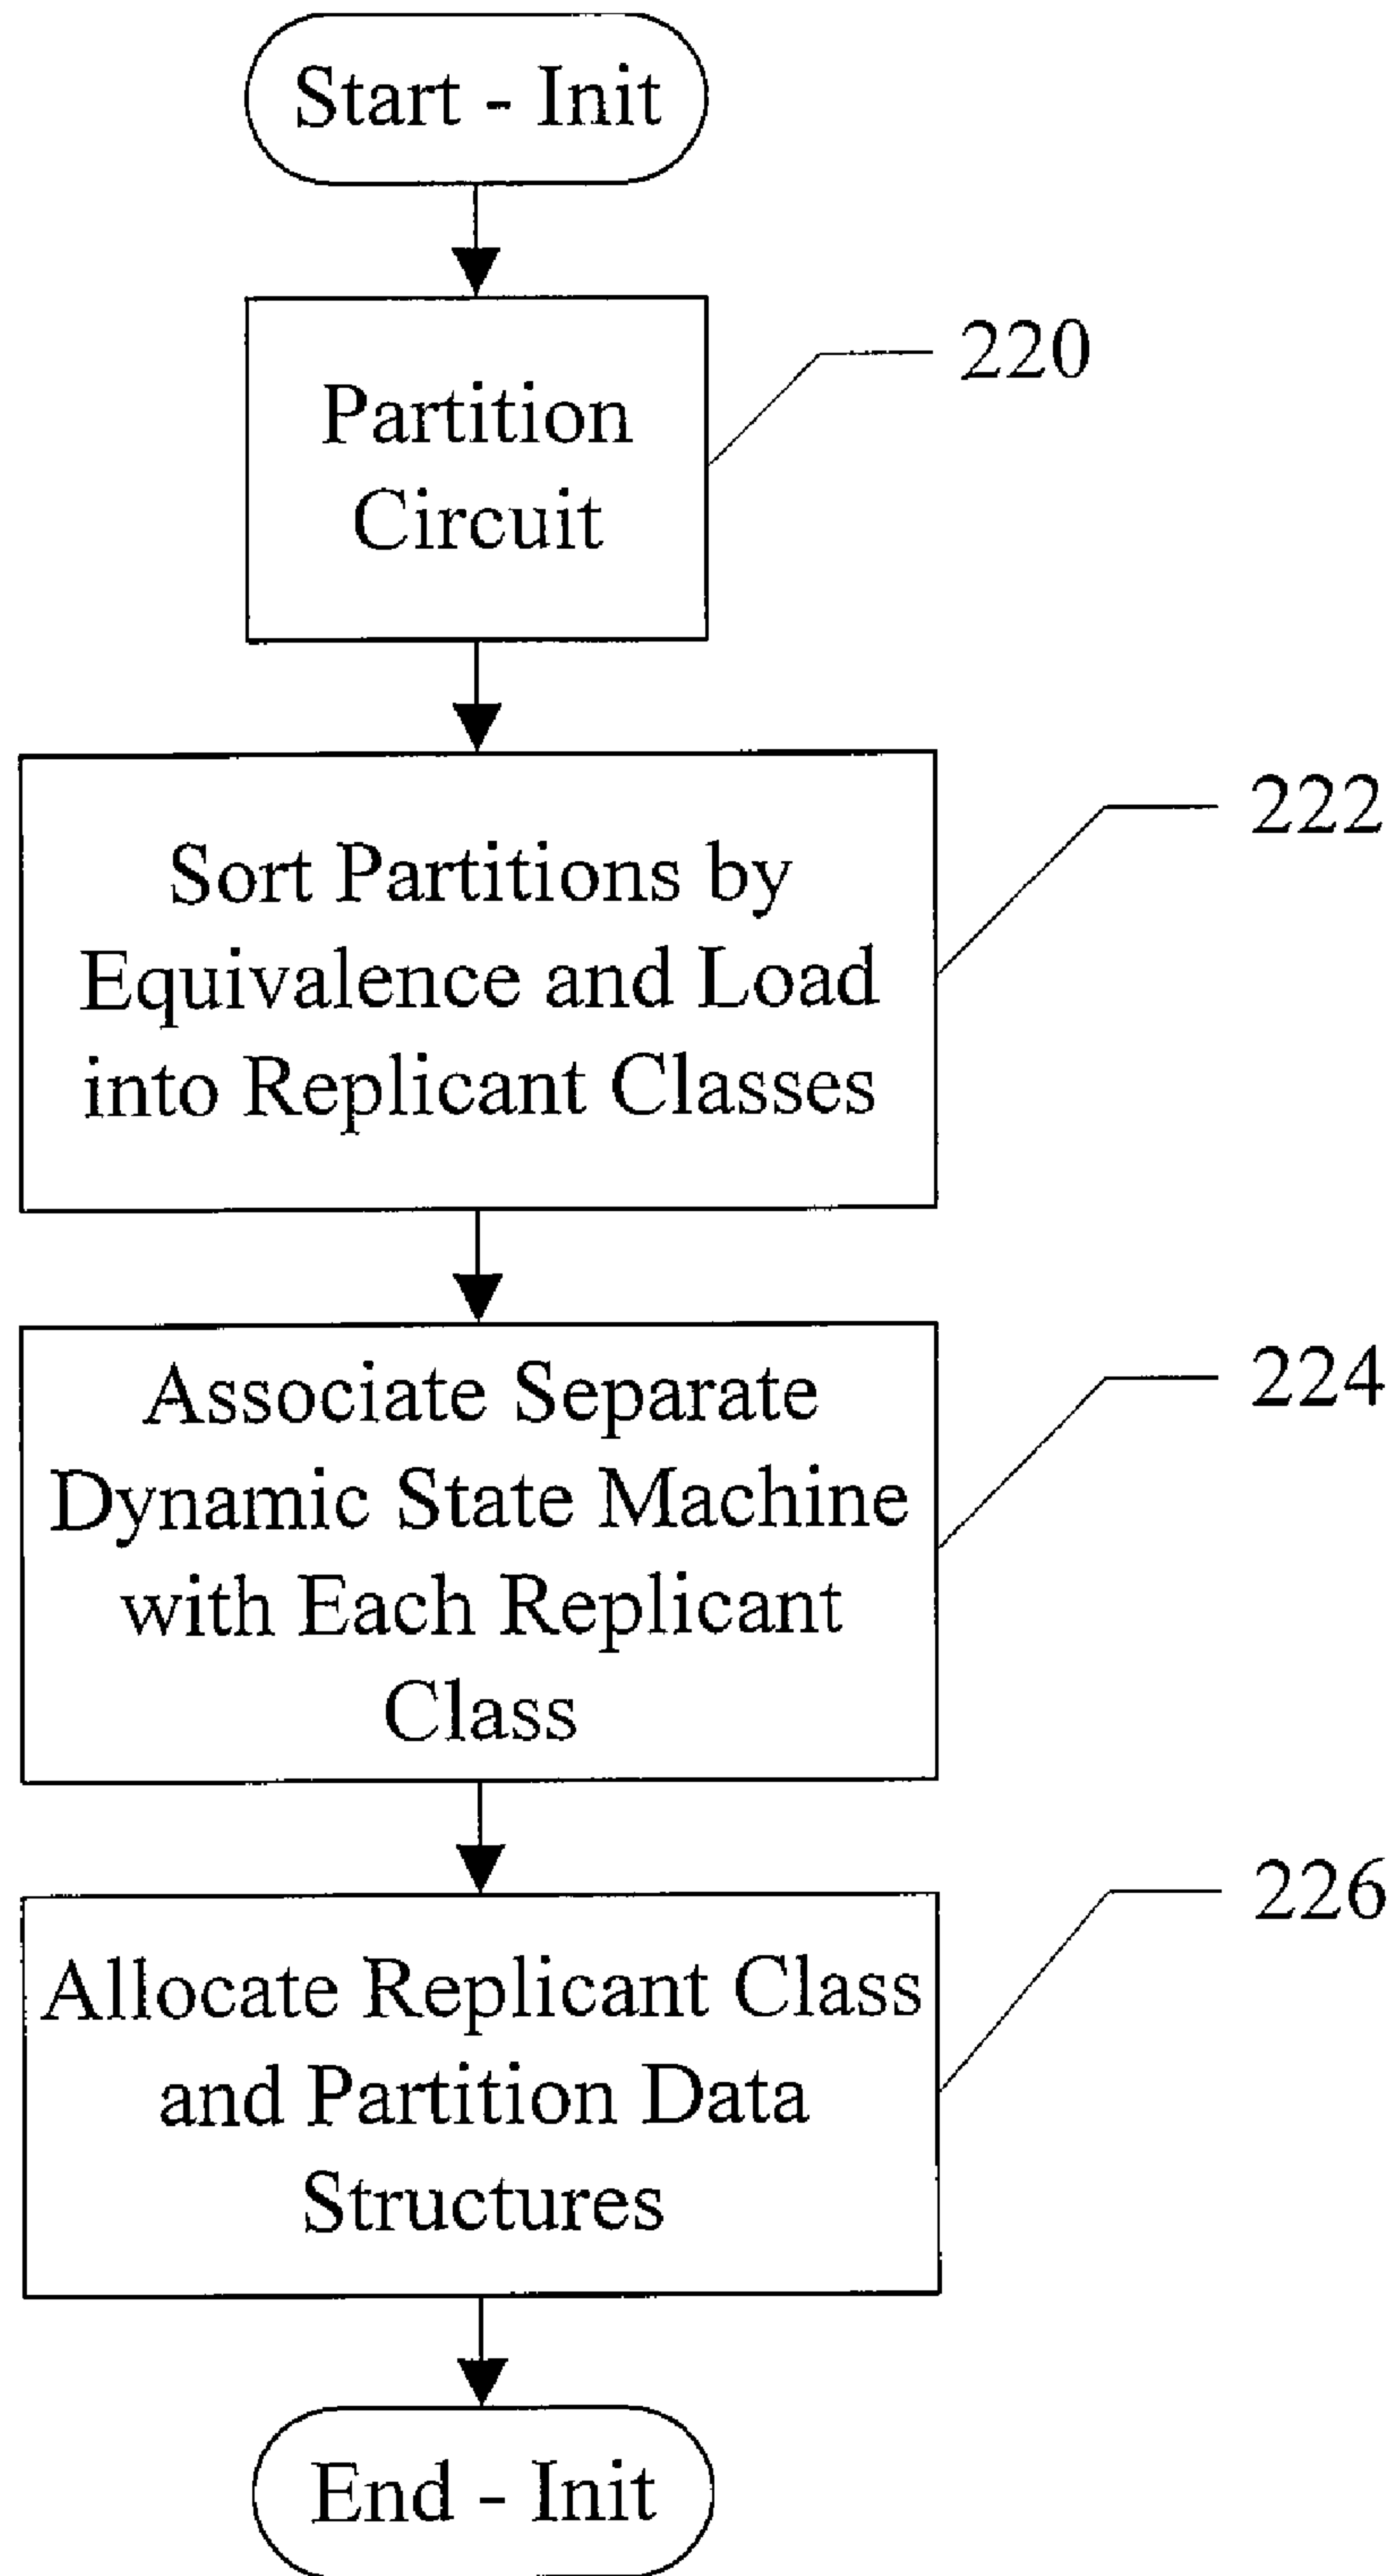 Start - Init
Partition
Circuit
220
Sort Partitions by
Equivalence and Load
into Replicant Classes
222
Associate Separate
Dynamic State Machine
with Each Replicant
Class
224
Allocate Replicant Class
and Partition Data
Structures
226
End - Init